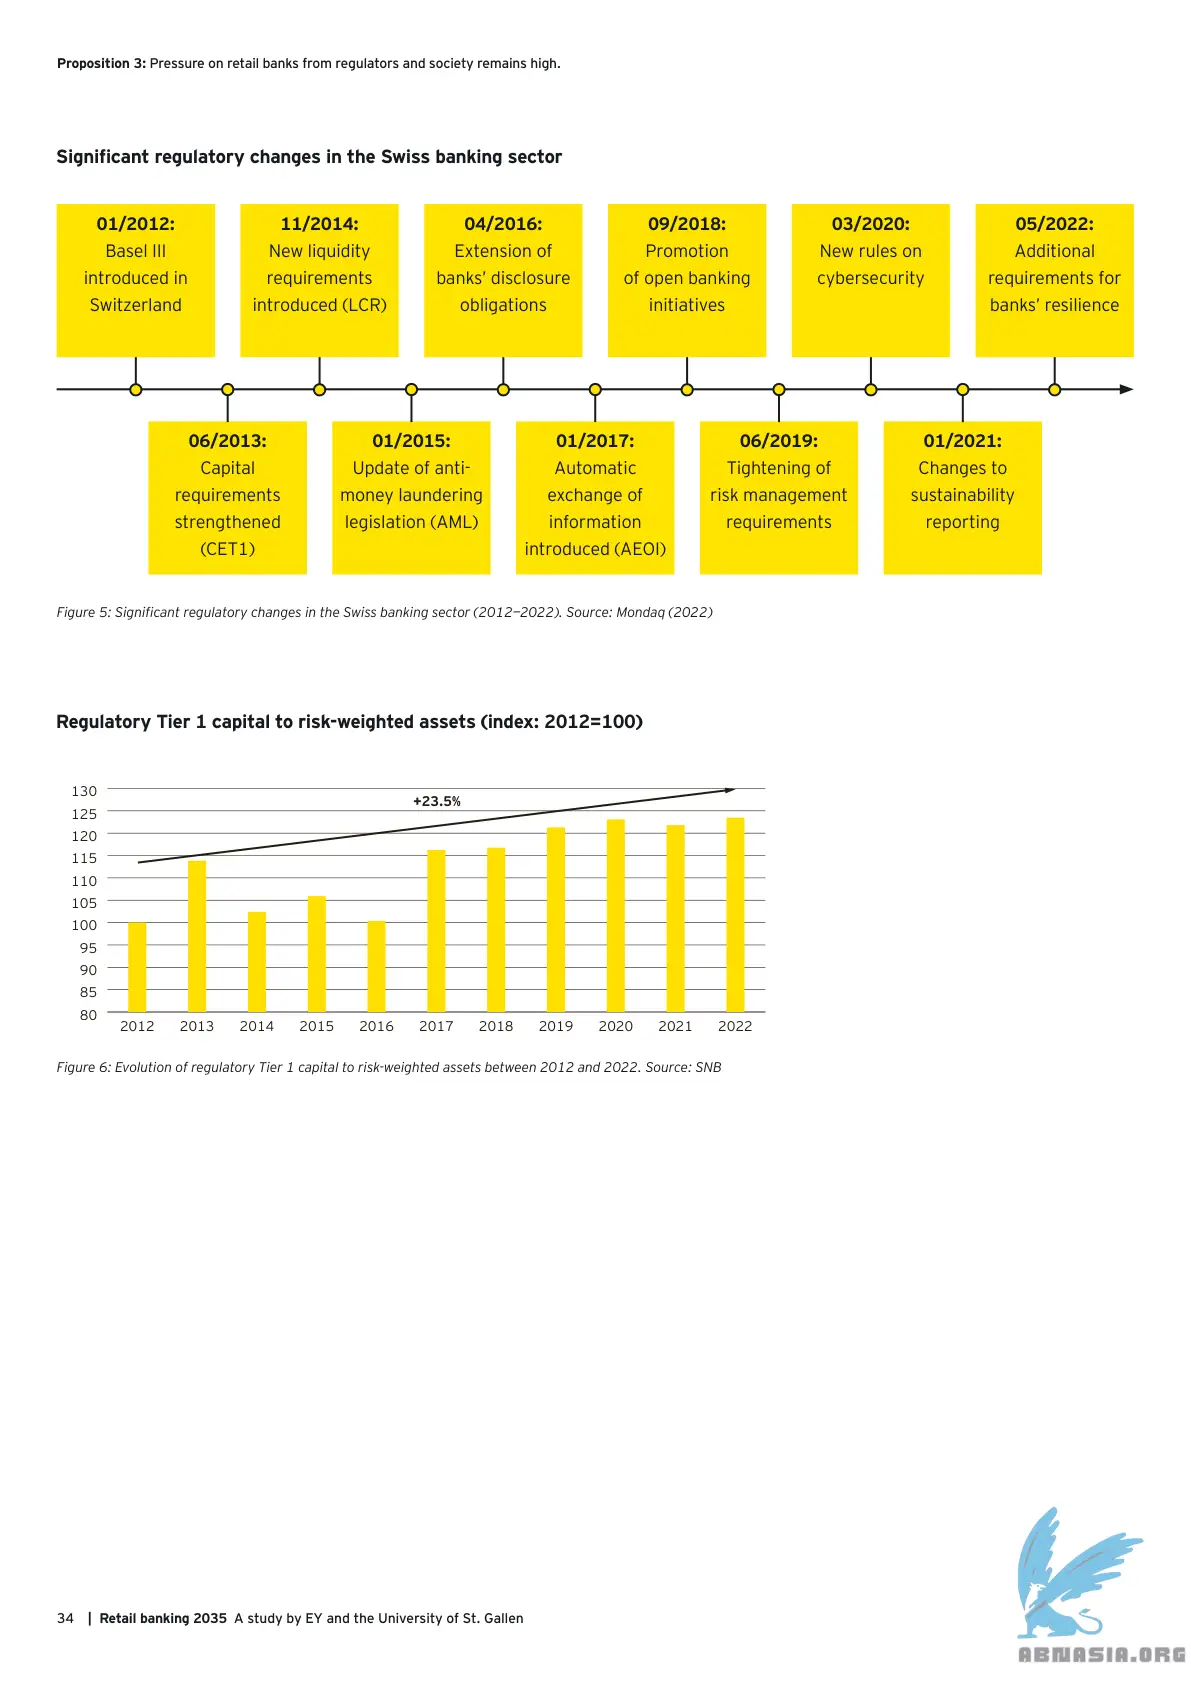 Proposition 3: Pressure on retail banks from regulators and society remains high.
Significant regulatory changes in the Swiss banking sector
01/2012:
Basel III
introduced in
Switzerland
11/2014:
New liquidity
requirements
introduced (LCR)
04/2016:
Extension of
banks’ disclosure
obligations
09/2018:
Promotion
of open banking
initiatives
03/2020:
New rules on
cybersecurity
05/2022:
Additional
requirements for
banks’ resilience
06/2013:
Capital
requirements
strengthened
(CET1)
01/2015:
Update of anti-
money laundering
legislation (AML)
01/2017:
Automatic
exchange of
information
introduced (AEOI)
06/2019:
Tightening of
risk management
requirements
01/2021:
Changes to
sustainability
reporting
Figure 5: Significant regulatory changes in the Swiss banking sector (2012–2022). Source: Mondaq (2022)
Regulatory Tier 1 capital to risk-weighted assets (index: 2012=100)
130
125
120
115
110
105
100
95
90
85
80
+23.5%
2012 2013 2014 2015 2016 2017 2018 2019 2020 2021 2022
Figure 6: Evolution of regulatory Tier 1 capital to risk-weighted assets between 2012 and 2022. Source: SNB
34 | Retail banking 2035 A study by EY and the University of St. Gallen
ABNASIA.ORG